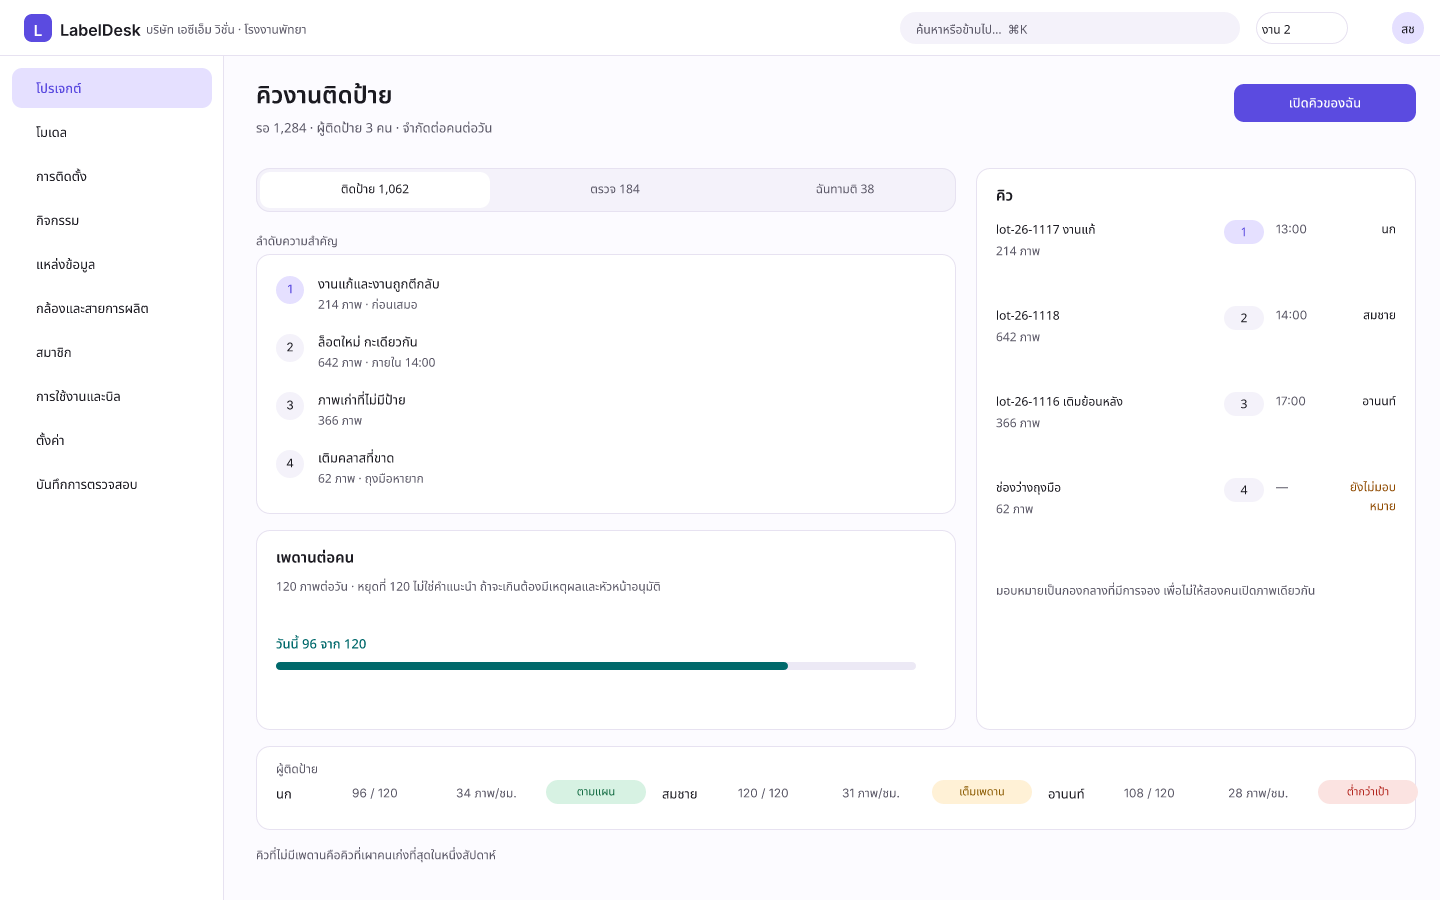 L LabelDesk บริษัท เอซีเอ็ม วิชั่น · โรงงานพัทยา
ค้นหาหรือข้ามไป... ⌘K
งาน 2
สช
โปรเจกต์
โมเดล
การติดตั้ง
กิจกรรม
แหล่งข้อมูล
กล้องและสายการผลิต
สมาชิก
การใช้งานและบิล
ตั้งค่า
บันทึกการตรวจสอบ
คิวงานติดป้าย
รอ 1,284 · ผู้ติดป้าย 3 คน · จำกัดต่อคนต่อวัน
เปิดคิวของฉัน
ติดป้าย 1,062
ตรวจ 184
ฉันทามติ 38
ลำดับความสำคัญ
1 งานแก้และงานถูกตีกลับ
214 ภาพ · ก่อนเสมอ
2 ล็อตใหม่ กะเดียวกัน
642 ภาพ · ภายใน 14:00
3 ภาพเก่าที่ไม่มีป้าย
366 ภาพ
4 เติมคลาสที่ขาด
62 ภาพ · ถุงมือหายาก
เพดานต่อคน
120 ภาพต่อวัน · หยุดที่ 120 ไม่ใช่คำแนะนำ ถ้าจะเกินต้องมีเหตุผลและหัวหน้าอนุมัติ
วันนี้ 96 จาก 120
คิว
lot-26-1117 งานแก้ 1 13:00 นก
214 ภาพ
lot-26-1118 2 14:00 สมชาย
642 ภาพ
lot-26-1116 เติมย้อนหลัง 3 17:00 อานนท์
366 ภาพ
ช่องว่างถุงมือ 4 — ยังไม่มอบ
62 ภาพ หมาย
มอบหมายเป็นกองกลางที่มีการจอง เพื่อไม่ให้สองคนเปิดภาพเดียวกัน
ผู้ติดป้าย
นก 96 / 120 34 ภาพ/ชม. ตามแผน สมชาย 120 / 120 31 ภาพ/ชม. เต็มเพดาน อานนท์ 108 / 120 28 ภาพ/ชม. ต่ำกว่าเป้า
คิวที่ไม่มีเพดานคือคิวที่เผาคนเก่งที่สุดในหนึ่งสัปดาห์